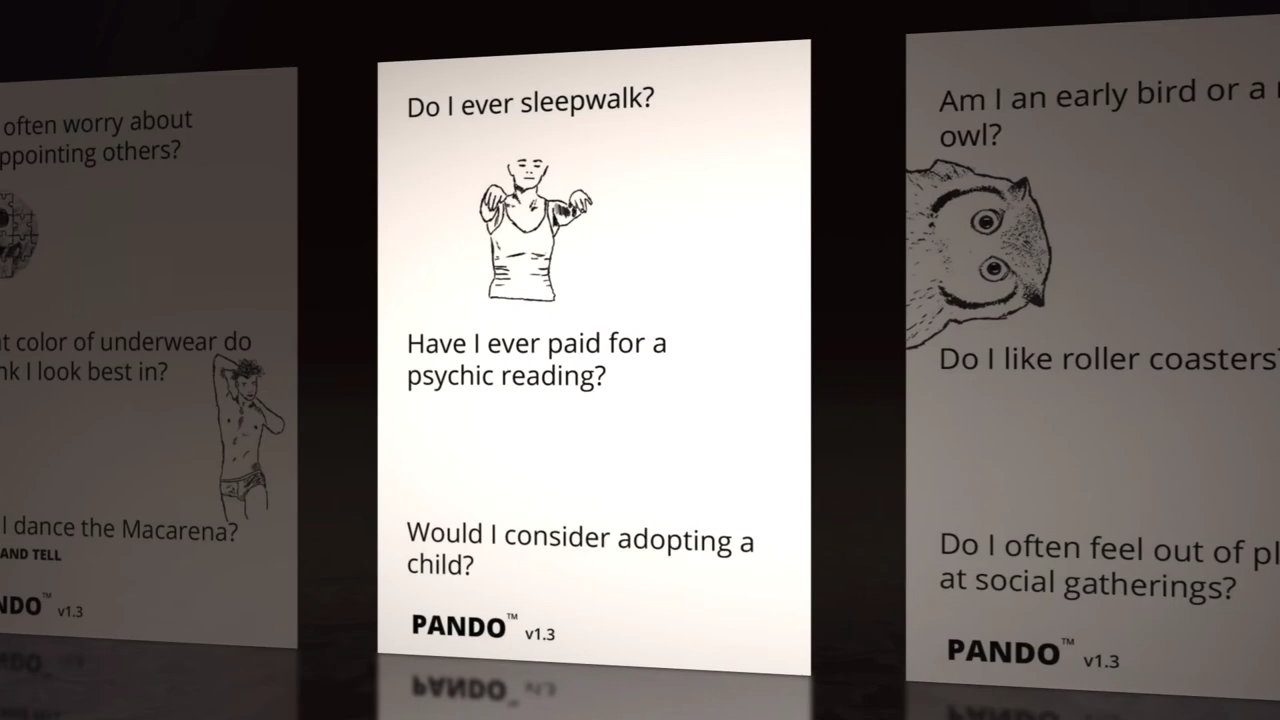 often worry about
ppointing others?
t color of underwear do
nk I look best in?
I dance the Macarena?
AND TELL
NDO™ v1.3
Do I ever sleepwalk?
Have I ever paid for a
psychic reading?
Would I consider adopting a
child?
PANDO™ v1.3
Am I an early bird or a
owl?
Do I like roller coasters?
Do I often feel out of pl
at social gatherings?
PANDO™ v1.3